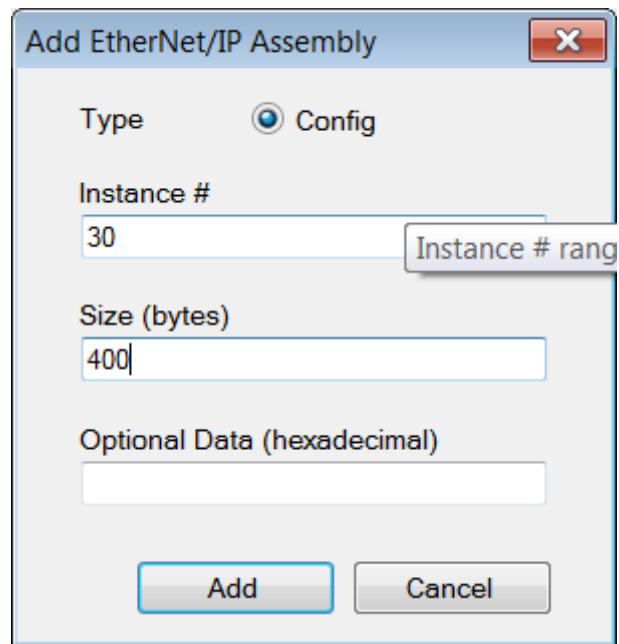 Add EtherNet/IP Assembly
Type Config
Instance #
30
Instance # rang
Size (bytes)
400
Optional Data (hexadecimal)
Add Cancel